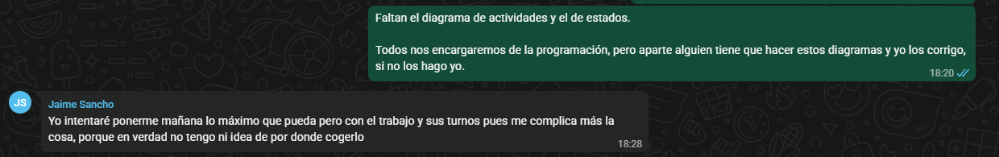 Faltan el diagrama de actividades y el de estados.
Todos nos encargaremos de la programación, pero aparte alguien tiene que hacer estos diagramas y yo los corrigo,
si no los hago yo.
18:20
JS
Jaime Sancho
Yo intentaré ponerme mañana lo máximo que pueda pero con el trabajo y sus turnos pues me complica más la
cosa, porque en verdad no tengo ni idea de por donde cogerlo
18:28